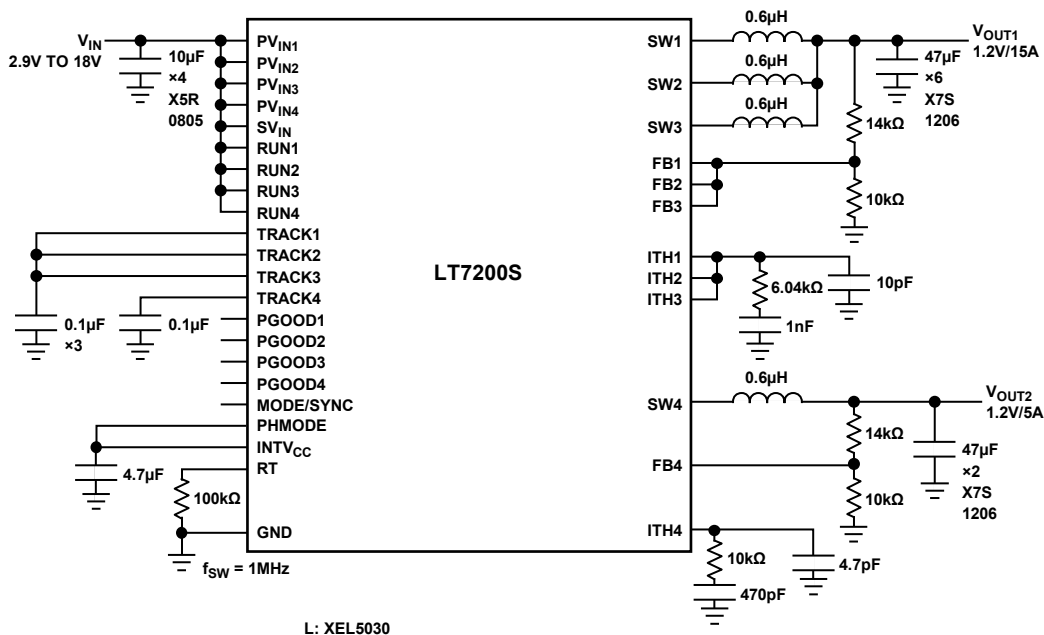 V_IN
2.9V TO 18V
10µF
×4
X5R
0805
PV_IN1
PV_IN2
PV_IN3
PV_IN4
SV_IN
RUN1
RUN2
RUN3
RUN4
TRACK1
TRACK2
TRACK3
TRACK4
PGOOD1
PGOOD2
PGOOD3
PGOOD4
MODE/SYNC
PHMODE
INTV_CC
RT
GND
0.1µF
×3
0.1µF
4.7µF
100kΩ
f_SW = 1MHz
LT7200S
SW1
SW2
SW3
FB1
FB2
FB3
ITH1
ITH2
ITH3
SW4
FB4
ITH4
0.6µH
0.6µH
0.6µH
V_OUT1
1.2V/15A
47µF
×6
X7S
1206
14kΩ
10kΩ
6.04kΩ
1nF
10pF
0.6µH
V_OUT2
1.2V/5A
14kΩ
10kΩ
47µF
×2
X7S
1206
10kΩ
470pF
4.7pF
L: XEL5030